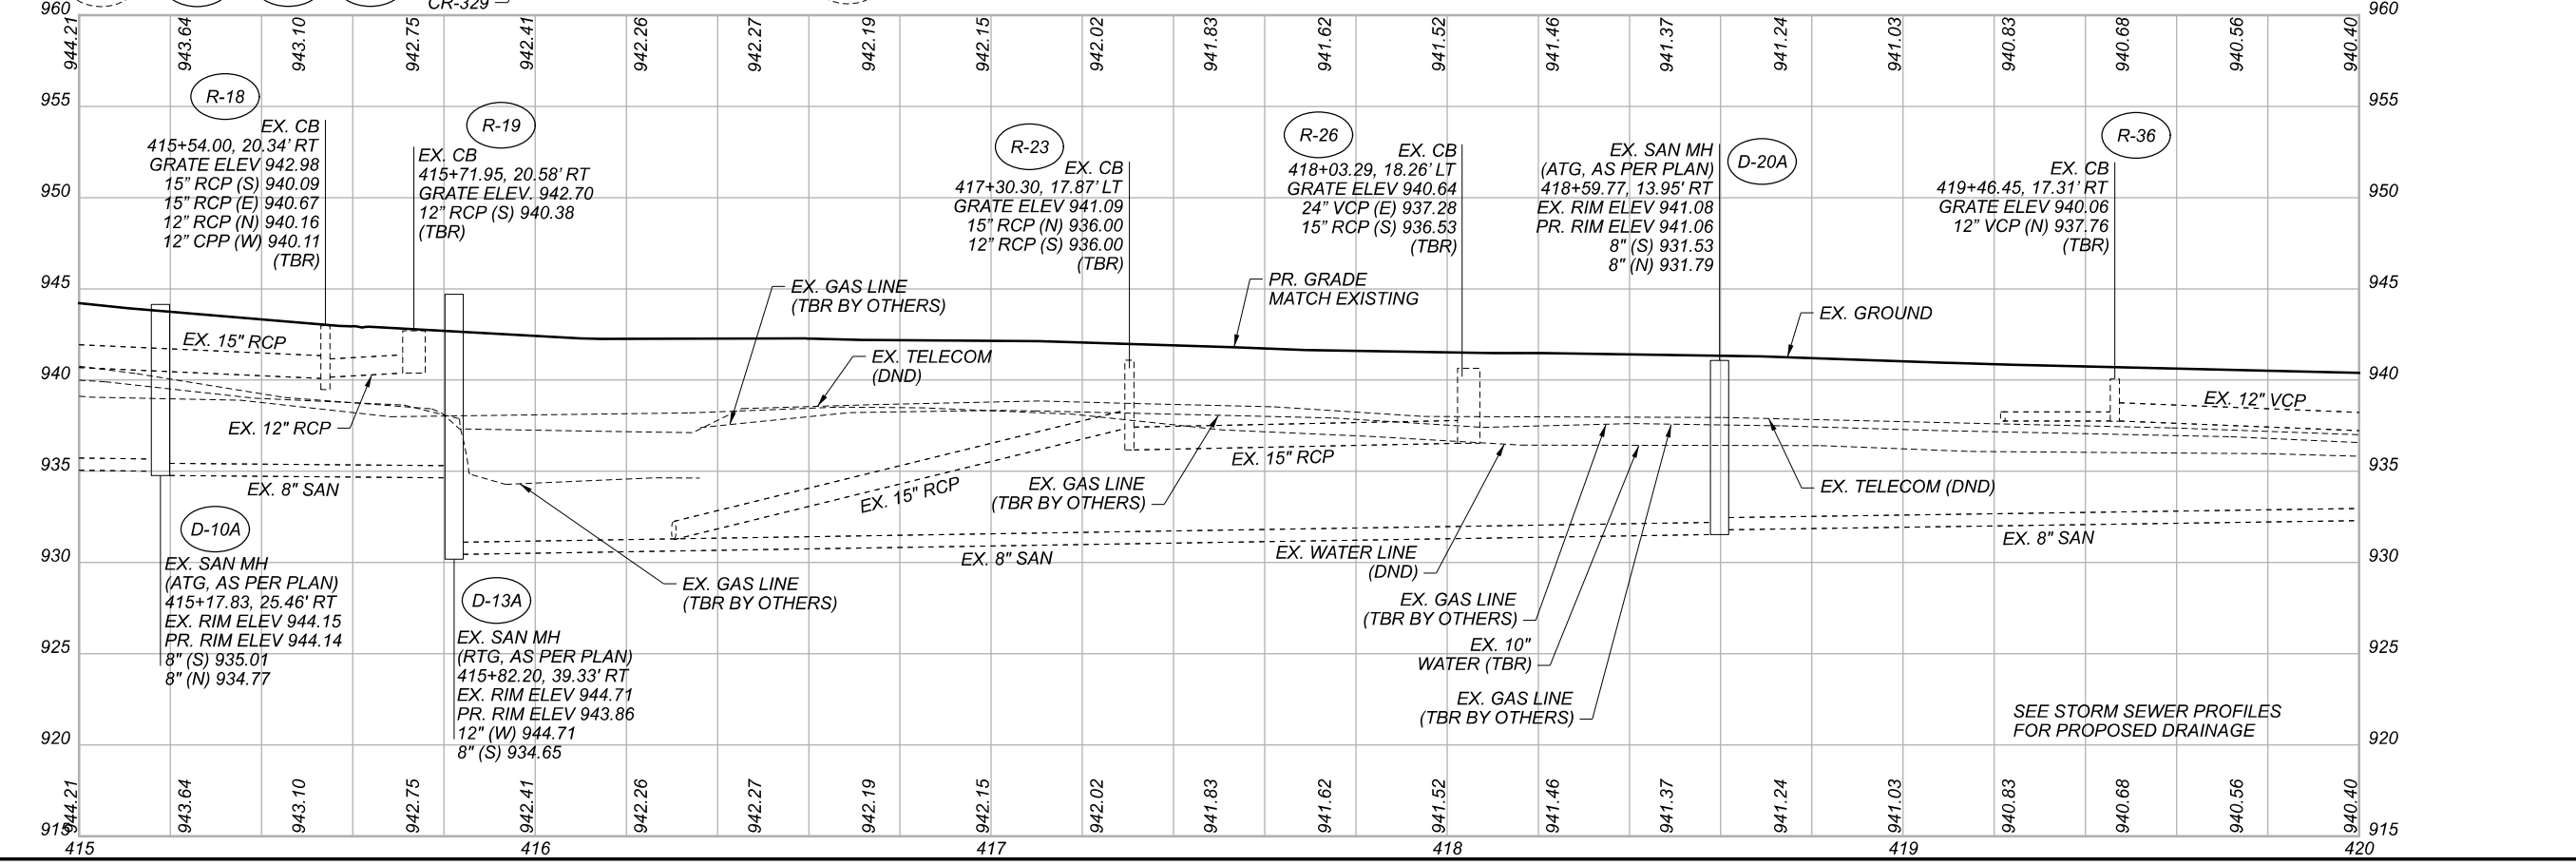 CR-329
960
944.21
943.64
943.10
942.75
942.41
942.26
942.27
942.19
942.15
942.02
941.83
941.62
941.52
941.46
941.37
941.24
941.03
940.83
940.68
940.56
940.40
960
955
955
950
950
945
945
940
940
935
935
930
930
925
925
920
920
915
915
R-18
EX. CB
415+54.00, 20.34' RT
GRATE ELEV 942.98
15" RCP (S) 940.09
15" RCP (E) 940.67
12" RCP (N) 940.16
12" CPP (W) 940.11
(TBR)
R-19
EX. CB
415+71.95, 20.58' RT
GRATE ELEV. 942.70
12" RCP (S) 940.38
(TBR)
R-23
EX. CB
417+30.30, 17.87' LT
GRATE ELEV 941.09
15" RCP (N) 936.00
12" RCP (S) 936.00
(TBR)
R-26
EX. CB
418+03.29, 18.26' LT
GRATE ELEV 940.64
24" VCP (E) 937.28
15" RCP (S) 936.53
(TBR)
D-20A
EX. SAN MH
(ATG, AS PER PLAN)
418+59.77, 13.95' RT
EX. RIM ELEV 941.08
PR. RIM ELEV 941.06
8" (S) 931.53
8" (N) 931.79
R-36
EX. CB
419+46.45, 17.31' RT
GRATE ELEV 940.06
12" VCP (N) 937.76
(TBR)
EX. GAS LINE
(TBR BY OTHERS)
PR. GRADE
MATCH EXISTING
EX. GROUND
EX. 15" RCP
EX. TELECOM
(DND)
EX. 12" RCP
EX. 12" VCP
EX. 15" RCP
EX. 8" SAN
EX. 15" RCP
EX. GAS LINE
(TBR BY OTHERS)
EX. TELECOM (DND)
EX. 8" SAN
EX. 8" SAN
EX. WATER LINE
(DND)
D-10A
EX. SAN MH
(ATG, AS PER PLAN)
415+17.83, 25.46' RT
EX. RIM ELEV 944.15
PR. RIM ELEV 944.14
8" (S) 935.01
8" (N) 934.77
D-13A
EX. SAN MH
(RTG, AS PER PLAN)
415+82.20, 39.33' RT
EX. RIM ELEV 944.71
PR. RIM ELEV 943.86
12" (W) 944.71
8" (S) 934.65
EX. GAS LINE
(TBR BY OTHERS)
EX. GAS LINE
(TBR BY OTHERS)
EX. 10"
WATER (TBR)
EX. GAS LINE
(TBR BY OTHERS)
SEE STORM SEWER PROFILES
FOR PROPOSED DRAINAGE
944.21
943.64
943.10
942.75
942.41
942.26
942.27
942.19
942.15
942.02
941.83
941.62
941.52
941.46
941.37
941.24
941.03
940.83
940.68
940.56
940.40
415
416
417
418
419
420